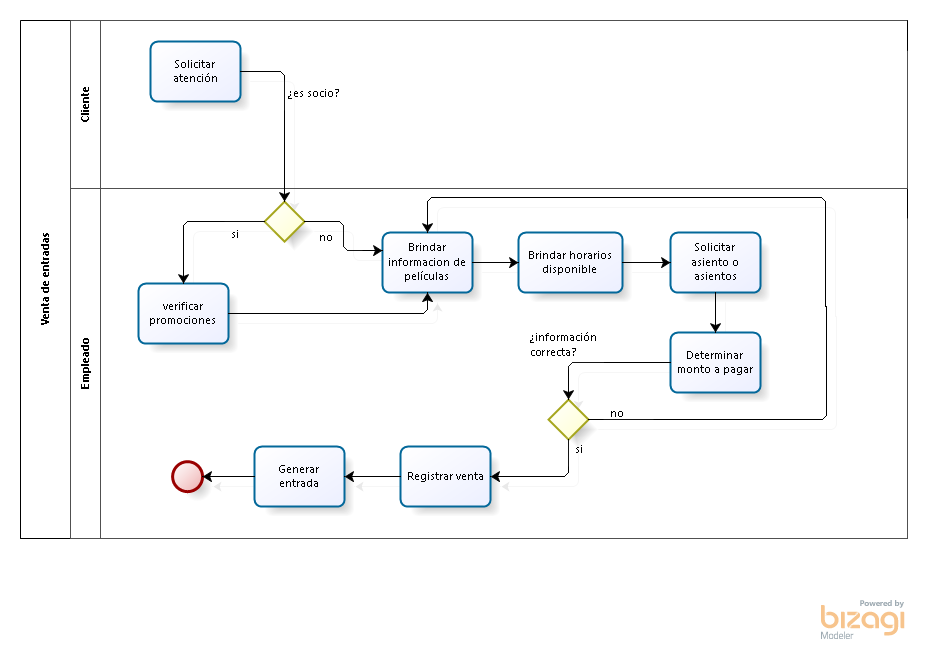 Venta de entradas
Cliente
Solicitar
atención
¿es socio?
Empleado
si
no
Brindar
informacion de
películas
Brindar horarios
disponible
Solicitar
asiento o
asientos
verificar
promociones
¿información
correcta?
Determinar
monto a pagar
no
si
Generar
entrada
Registrar venta
Powered by
bizagi
Modeler